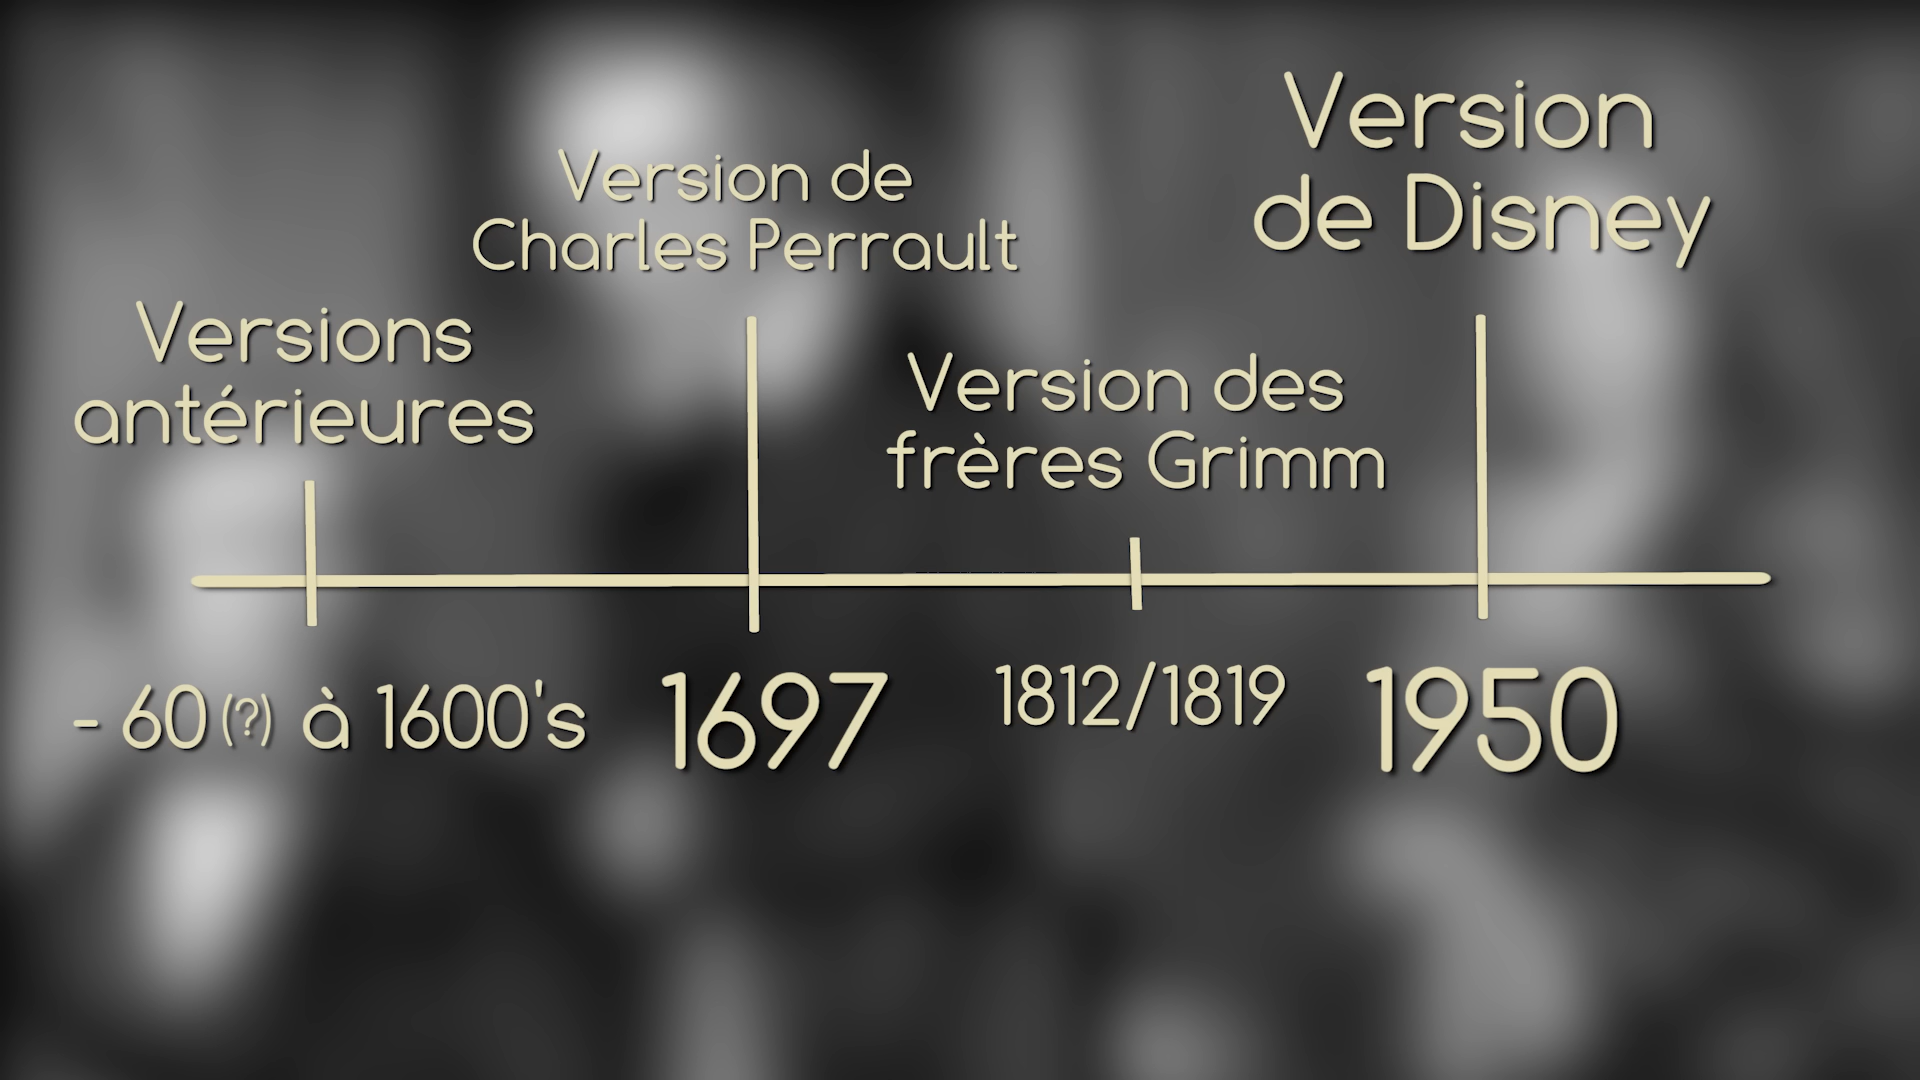 Versions
antérieures
- 60 (?) à 1600's
Version de
Charles Perrault
1697
Version des
frères Grimm
1812/1819
Version
de Disney
1950